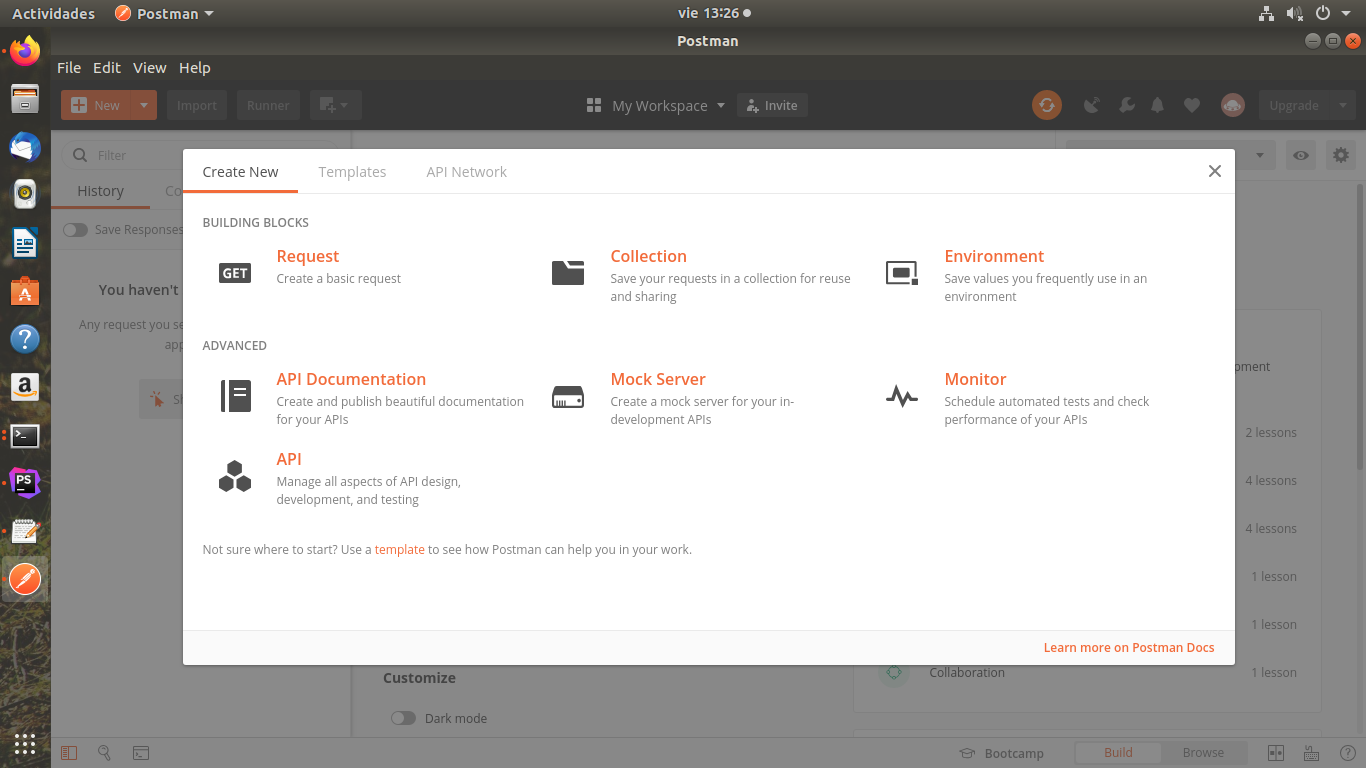 Actividades Postman vie 13:26
Postman
File Edit View Help
New Import Runner My Workspace Invite Upgrade
Filter
History Co
Save Responses
You haven't
Any request you se
app
Sh
Create New Templates API Network
BUILDING BLOCKS
GET
Request
Create a basic request
Collection
Save your requests in a collection for reuse
and sharing
Environment
Save values you frequently use in an
environment
ADVANCED
API Documentation
Create and publish beautiful documentation
for your APIs
Mock Server
Create a mock server for your in-
development APIs
Monitor
Schedule automated tests and check
performance of your APIs
API
Manage all aspects of API design,
development, and testing
Not sure where to start? Use a template to see how Postman can help you in your work.
Learn more on Postman Docs
pment
2 lessons
4 lessons
4 lessons
1 lesson
1 lesson
Collaboration 1 lesson
Customize
Dark mode
Bootcamp Build Browse
PS